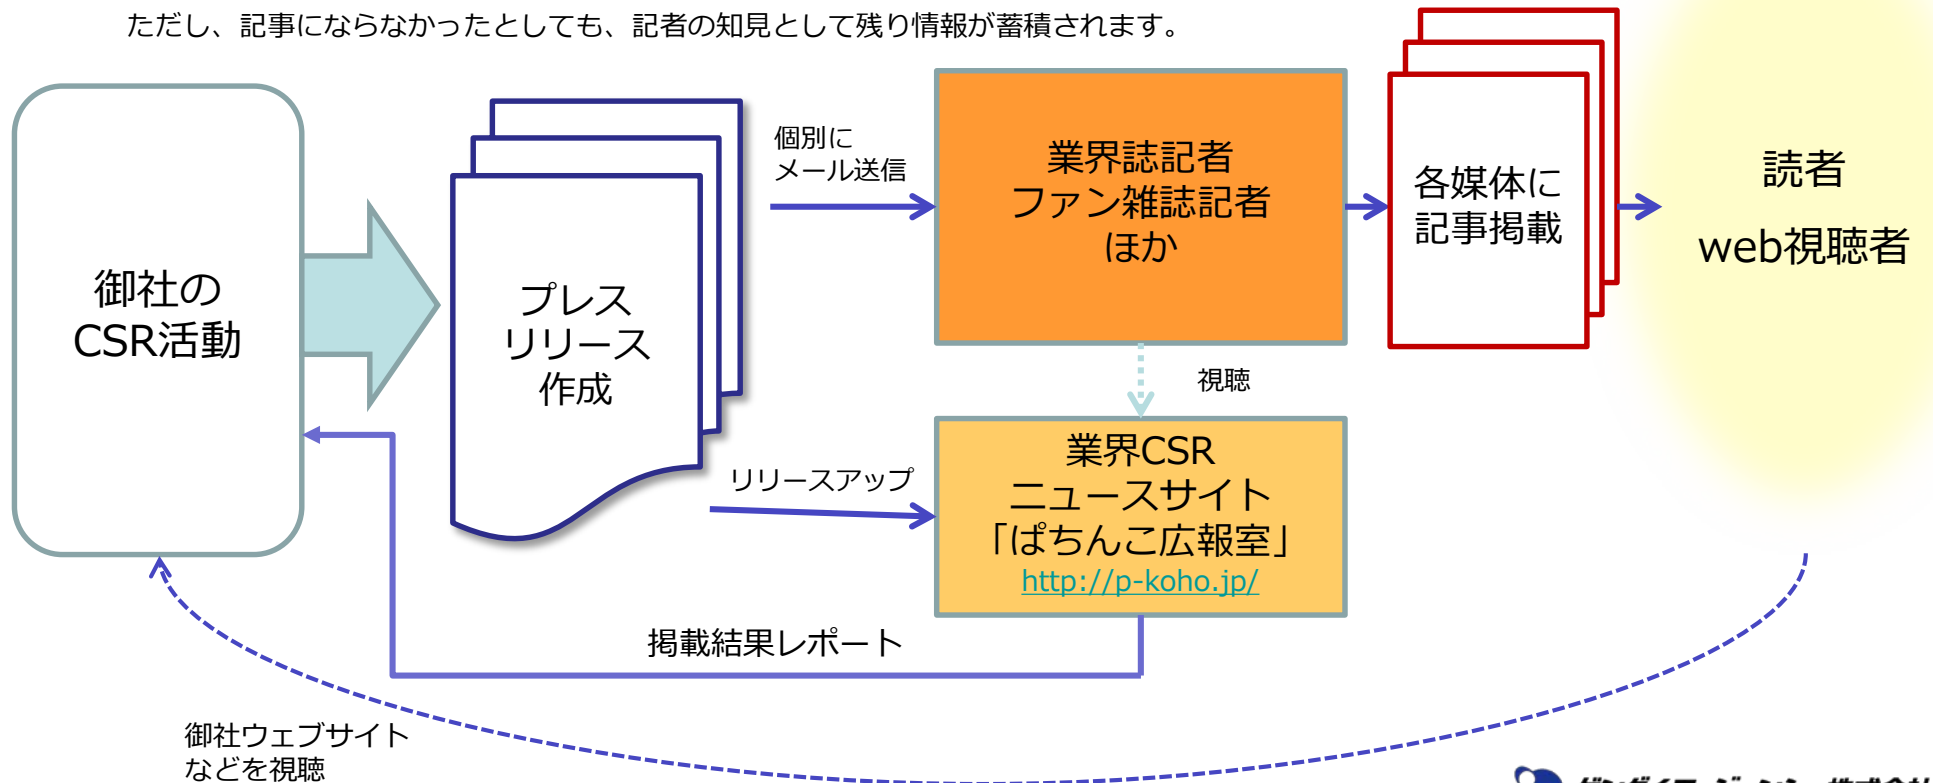 ただし、記事にならなかったとしても、記者の知見として残り情報が蓄積されます。
御社の
CSR活動
プレス
リリース
作成
個別に
メール送信
業界誌記者
ファン雑誌記者
ほか
各媒体に
記事掲載
読者
web視聴者
視聴
リリースアップ
業界CSR
ニュースサイト
「ぱちんこ広報室」
http://p-koho.jp/
掲載結果レポート
御社ウェブサイト
などを視聴